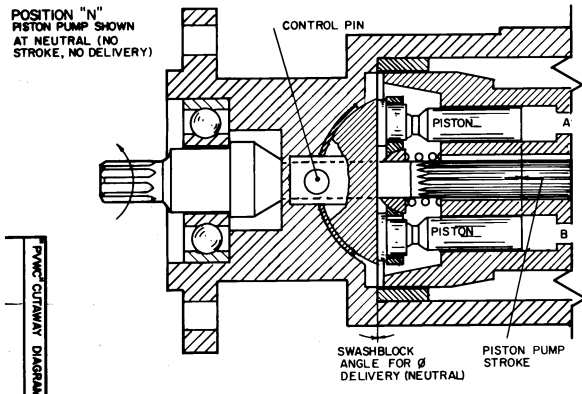 POSITION "N"
PISTON PUMP SHOWN
AT NEUTRAL (NO
STROKE, NO DELIVERY)
CONTROL PIN
PISTON
A
PISTON
B
"PVWC" CUTAWAY DIAGRAM
SWASHBLOCK
ANGLE FOR Ø
DELIVERY (NEUTRAL)
PISTON PUMP
STROKE